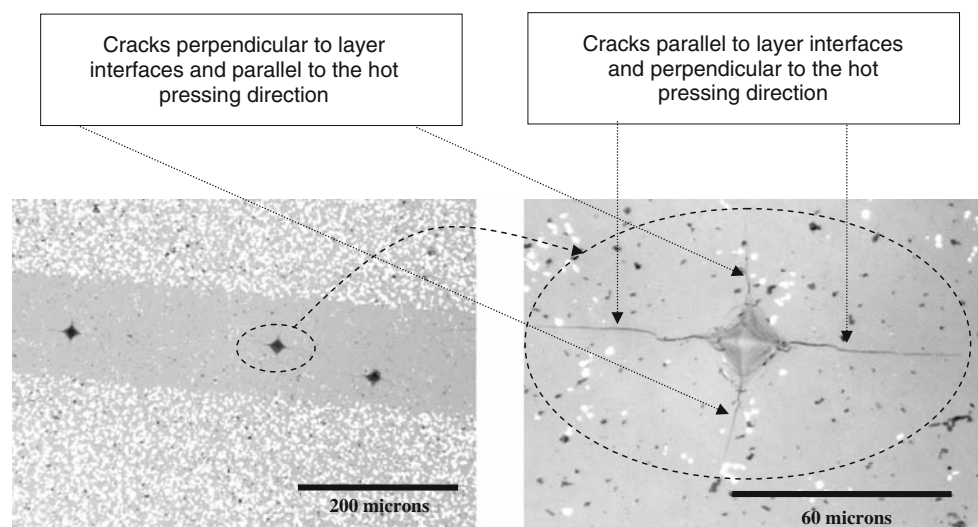 Cracks perpendicular to layer
interfaces and parallel to the hot
pressing direction
Cracks parallel to layer interfaces
and perpendicular to the hot
pressing direction
200 microns
60 microns